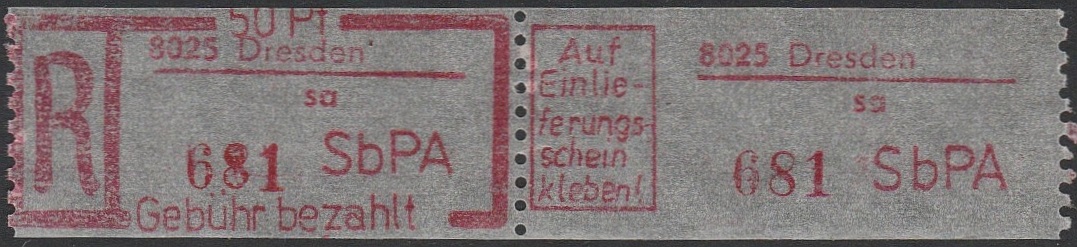 50 Pf
R
8025 Dresden
sa
681 SbPA
Gebühr bezahlt
Auf
Einlie-
ferungs-
schein
kleben!
8025 Dresden
sa
681 SbPA